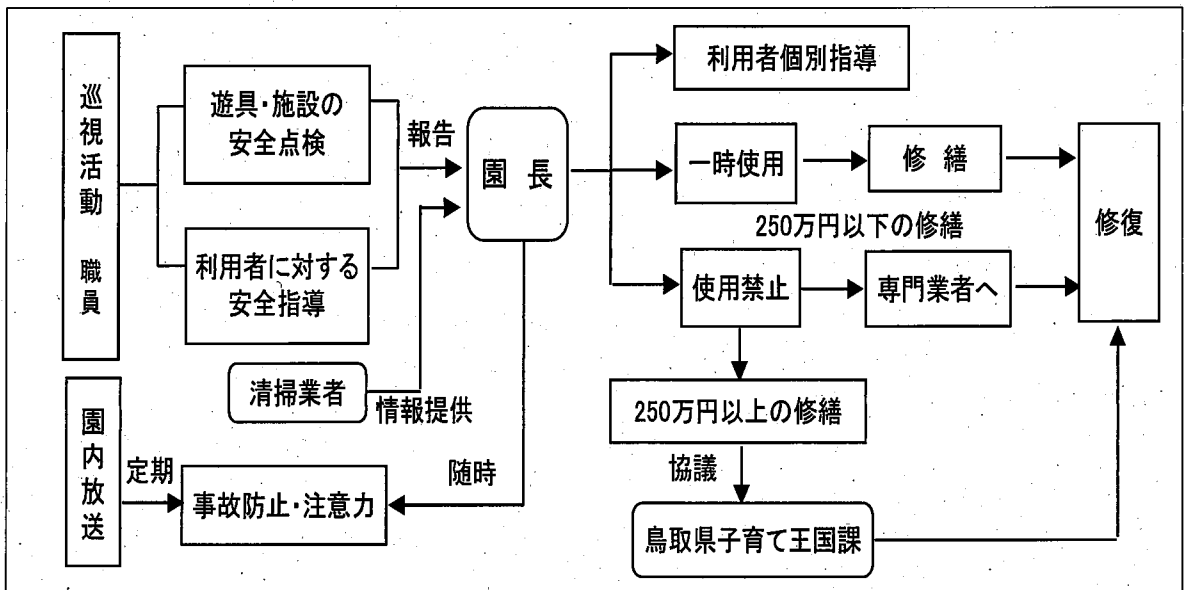 巡視活動 職員
遊具・施設の
安全点検
利用者に対する
安全指導
報告
清掃業者
情報提供
園 長
利用者個別指導
一時使用
修 繕
250万円以下の修繕
使用禁止
専門業者へ
修復
250万円以上の修繕
協議
鳥取県子育て王国課
園内放送
定期
事故防止・注意力
随時